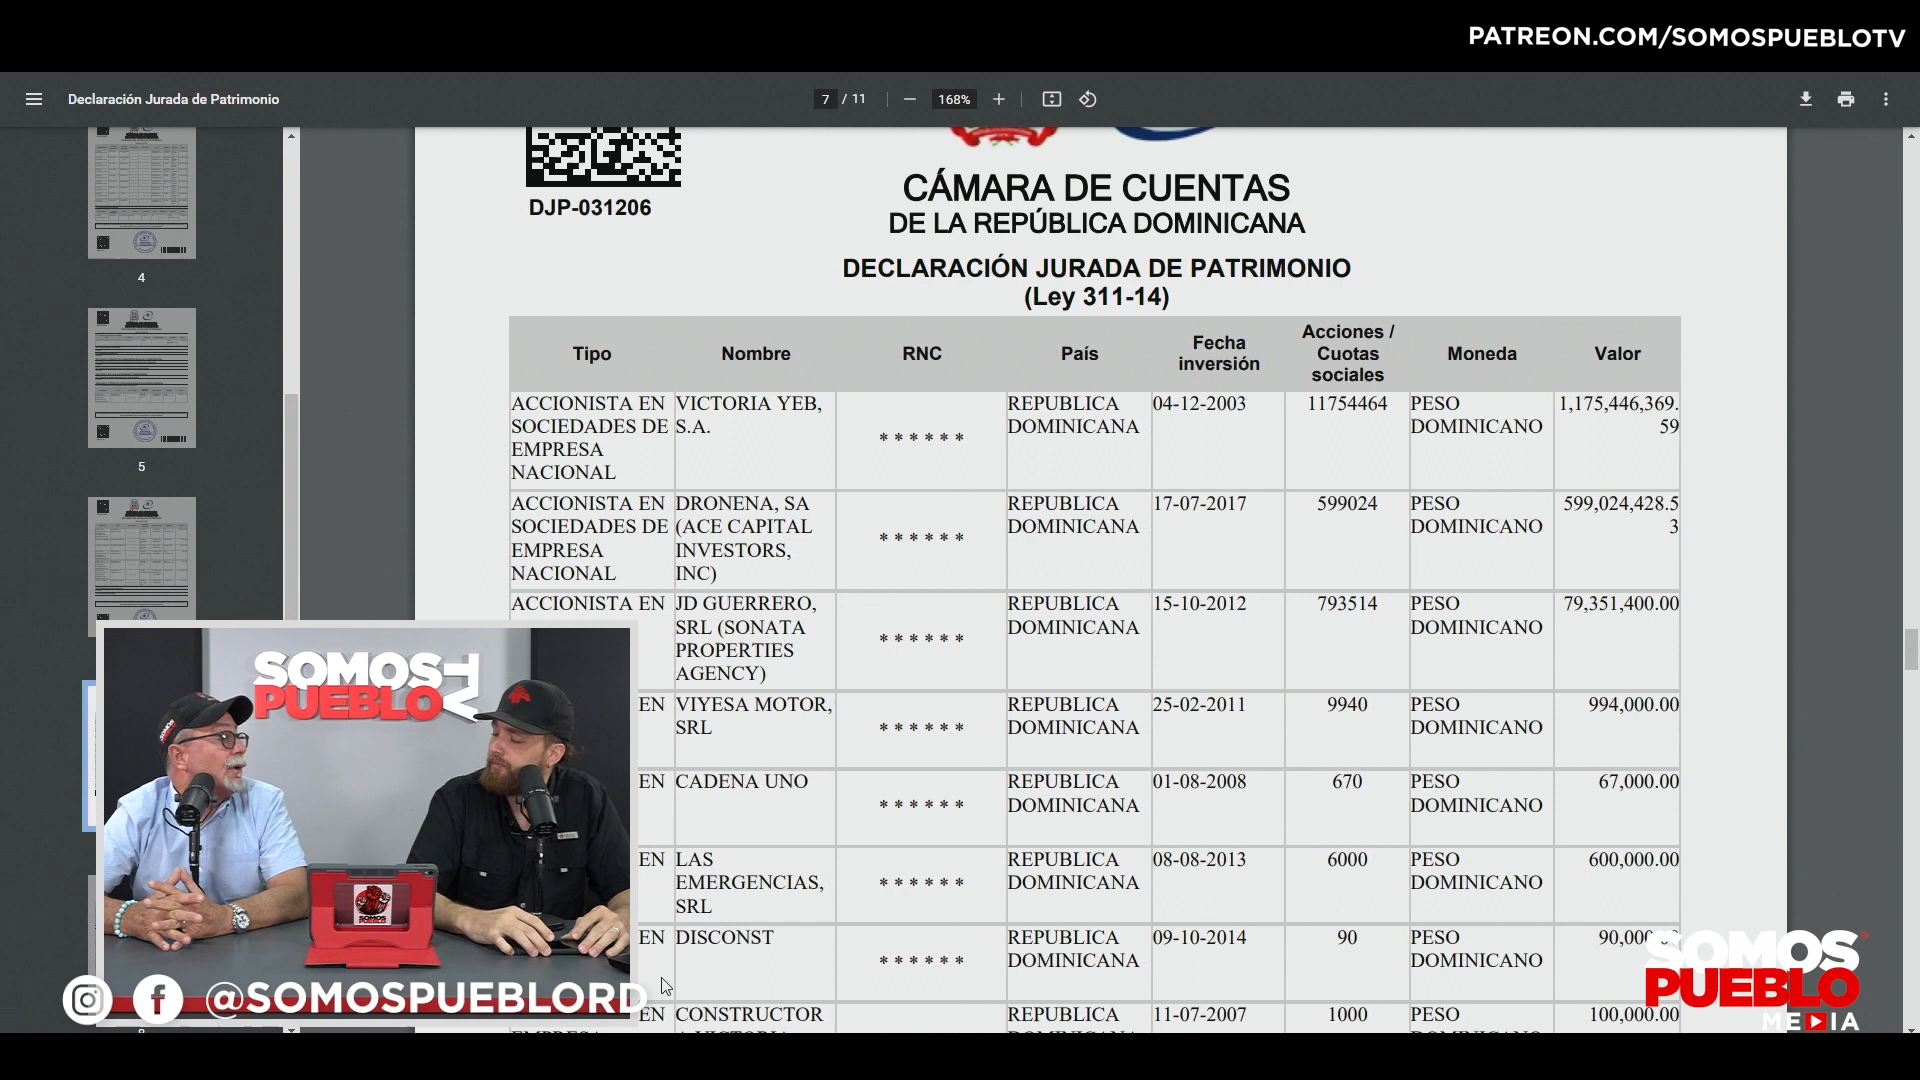 PATREON.COM/SOMOSPUEBLOTV
Declaración Jurada de Patrimonio
7 / 11
168%
DJP-031206
CÁMARA DE CUENTAS
DE LA REPÚBLICA DOMINICANA
DECLARACIÓN JURADA DE PATRIMONIO
(Ley 311-14)
Tipo Nombre RNC País Fecha inversión Acciones / Cuotas sociales Moneda Valor
ACCIONISTA EN SOCIEDADES DE EMPRESA NACIONAL VICTORIA YEB, S.A. ****** REPUBLICA DOMINICANA 04-12-2003 11754464 PESO DOMINICANO 1,175,446,369.59
ACCIONISTA EN SOCIEDADES DE EMPRESA NACIONAL DRONENA, SA (ACE CAPITAL INVESTORS, INC) ****** REPUBLICA DOMINICANA 17-07-2017 599024 PESO DOMINICANO 599,024,428.53
ACCIONISTA EN JD GUERRERO, SRL (SONATA PROPERTIES AGENCY) ****** REPUBLICA DOMINICANA 15-10-2012 793514 PESO DOMINICANO 79,351,400.00
EN VIYESA MOTOR, SRL ****** REPUBLICA DOMINICANA 25-02-2011 9940 PESO DOMINICANO 994,000.00
EN CADENA UNO ****** REPUBLICA DOMINICANA 01-08-2008 670 PESO DOMINICANO 67,000.00
EN LAS EMERGENCIAS, SRL ****** REPUBLICA DOMINICANA 08-08-2013 6000 PESO DOMINICANO 600,000.00
EN DISCONST ****** REPUBLICA DOMINICANA 09-10-2014 90 PESO DOMINICANO 90,000
EN CONSTRUCTOR REPUBLICA 11-07-2007 1000 PESO 100,000.00
4
5
SOMOS
PUEBLO
TV
SOMOS
PUEBLO
@SOMOSPUEBLORD
SOMOS
PUEBLO
MEDIA